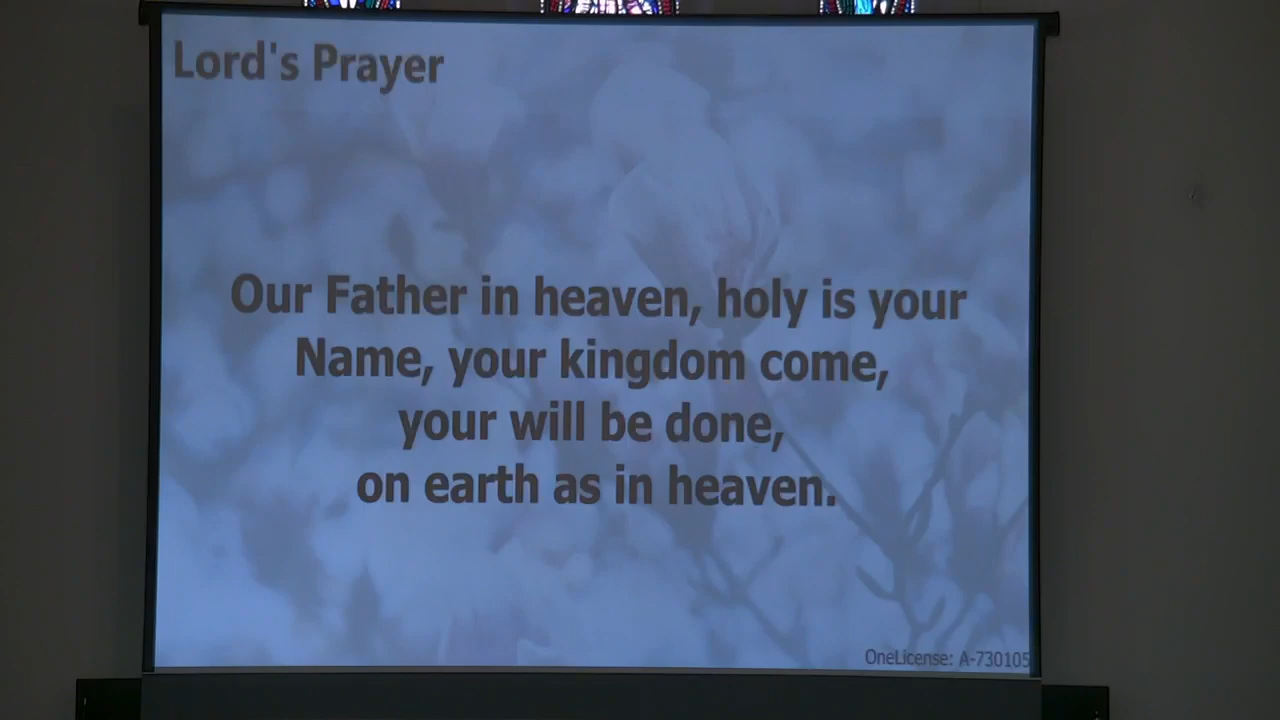 Lord's Prayer
Our Father in heaven, holy is your
Name, your kingdom come,
your will be done,
on earth as in heaven.
OneLicense: A-730105